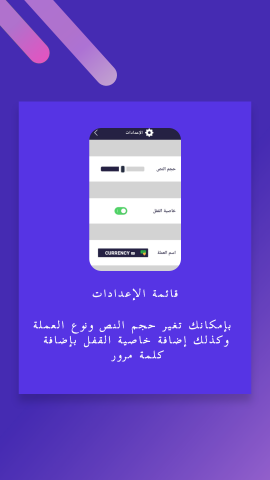 الإعدادات
حجم النص
خاصية القفل
اسم العملة
CURRENCY
قائمة الإعدادات
بإمكانك تغير حجم النص ونوع العملة
وكذلك إضافة خاصية القفل بإضافة
كلمة مرور